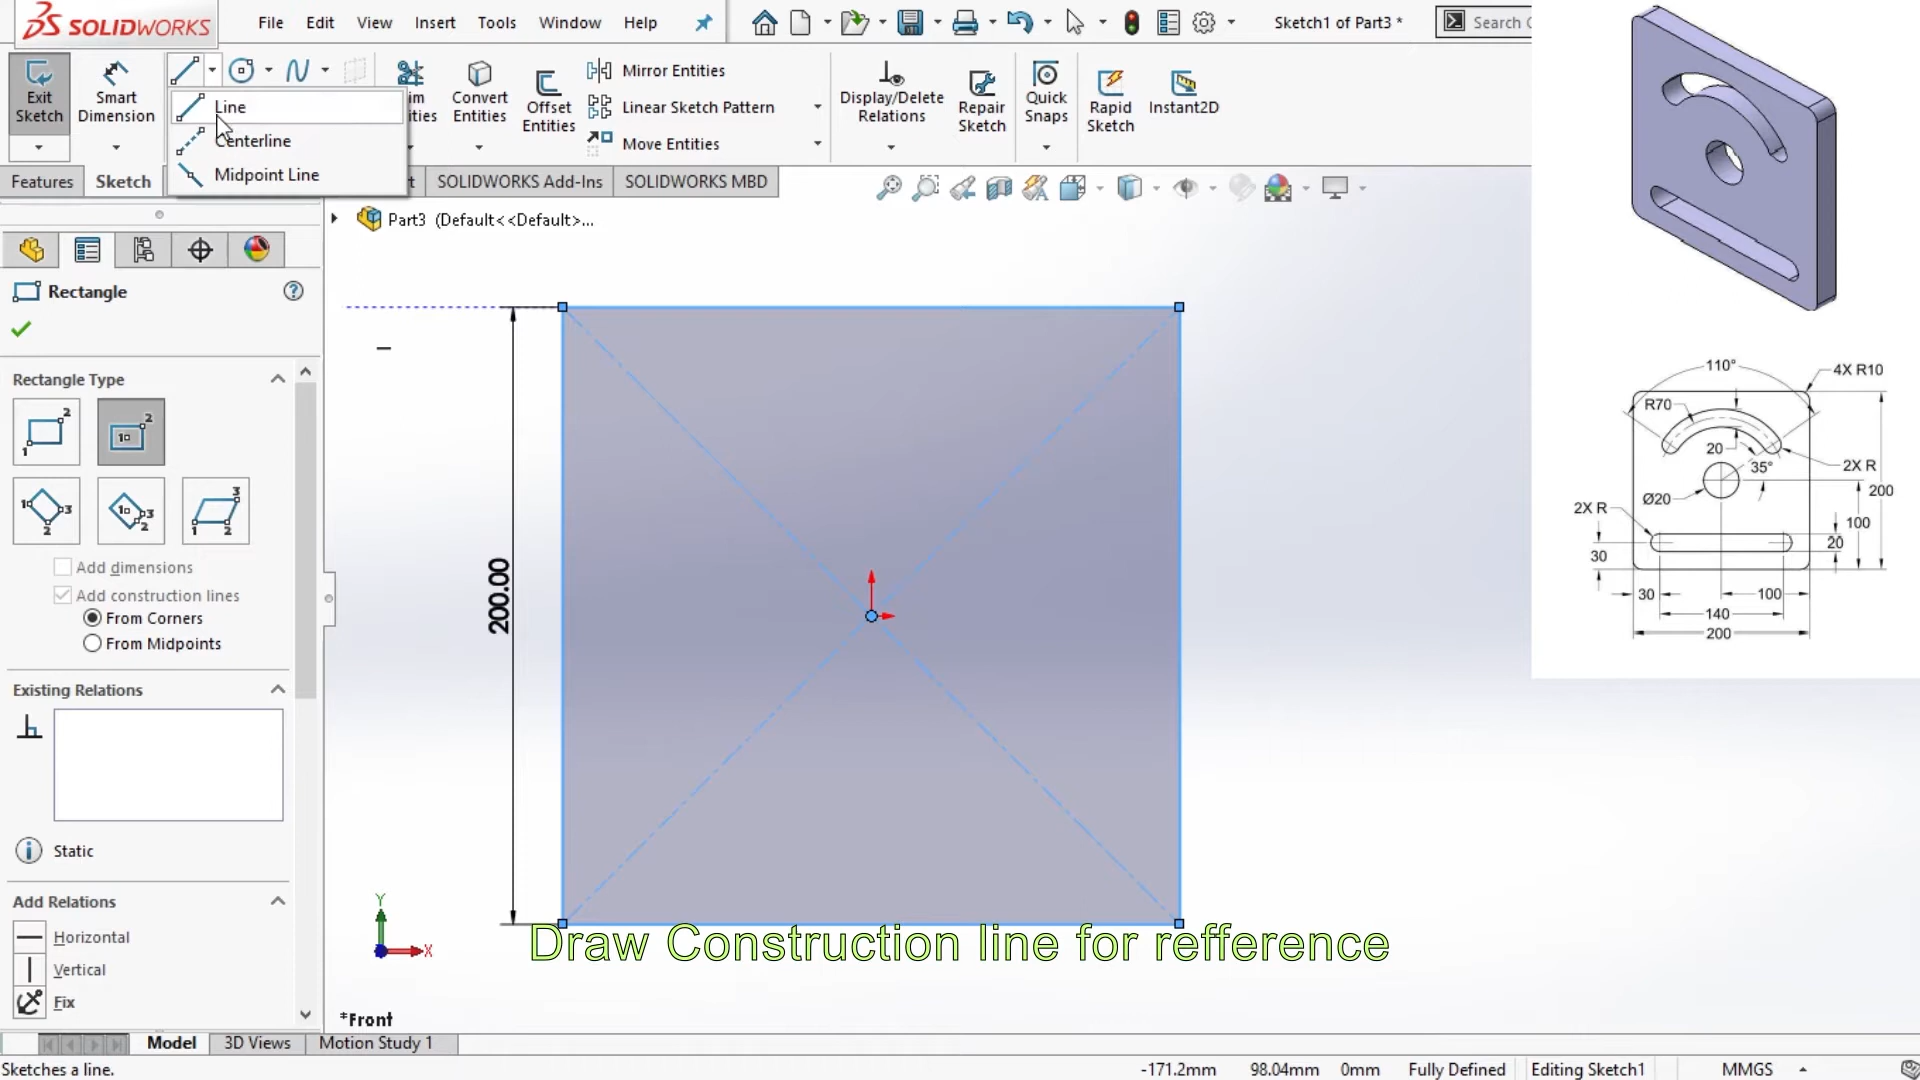 SOLIDWORKS
File Edit View Insert Tools Window Help
Sketch1 of Part3 *
Search
Exit Sketch
Smart Dimension
Line
Centerline
Midpoint Line
Convert Entities
Offset Entities
Mirror Entities
Linear Sketch Pattern
Move Entities
Display/Delete Relations
Repair Sketch
Quick Snaps
Rapid Sketch
Instant2D
Features Sketch SOLIDWORKS Add-Ins SOLIDWORKS MBD
Part3 (Default<<Default>...
Rectangle
Rectangle Type
Add dimensions
Add construction lines
From Corners
From Midpoints
Existing Relations
Static
Add Relations
Horizontal
Vertical
Fix
200.00
Y
X
*Front
Draw Construction line for refference
110°
4X R10
R70
20
35°
2X R
Ø20
200
2X R
100
20
30
30
100
140
200
Model 3D Views Motion Study 1
Sketches a line.
-171.2mm 98.04mm 0mm Fully Defined Editing Sketch1 MMGS